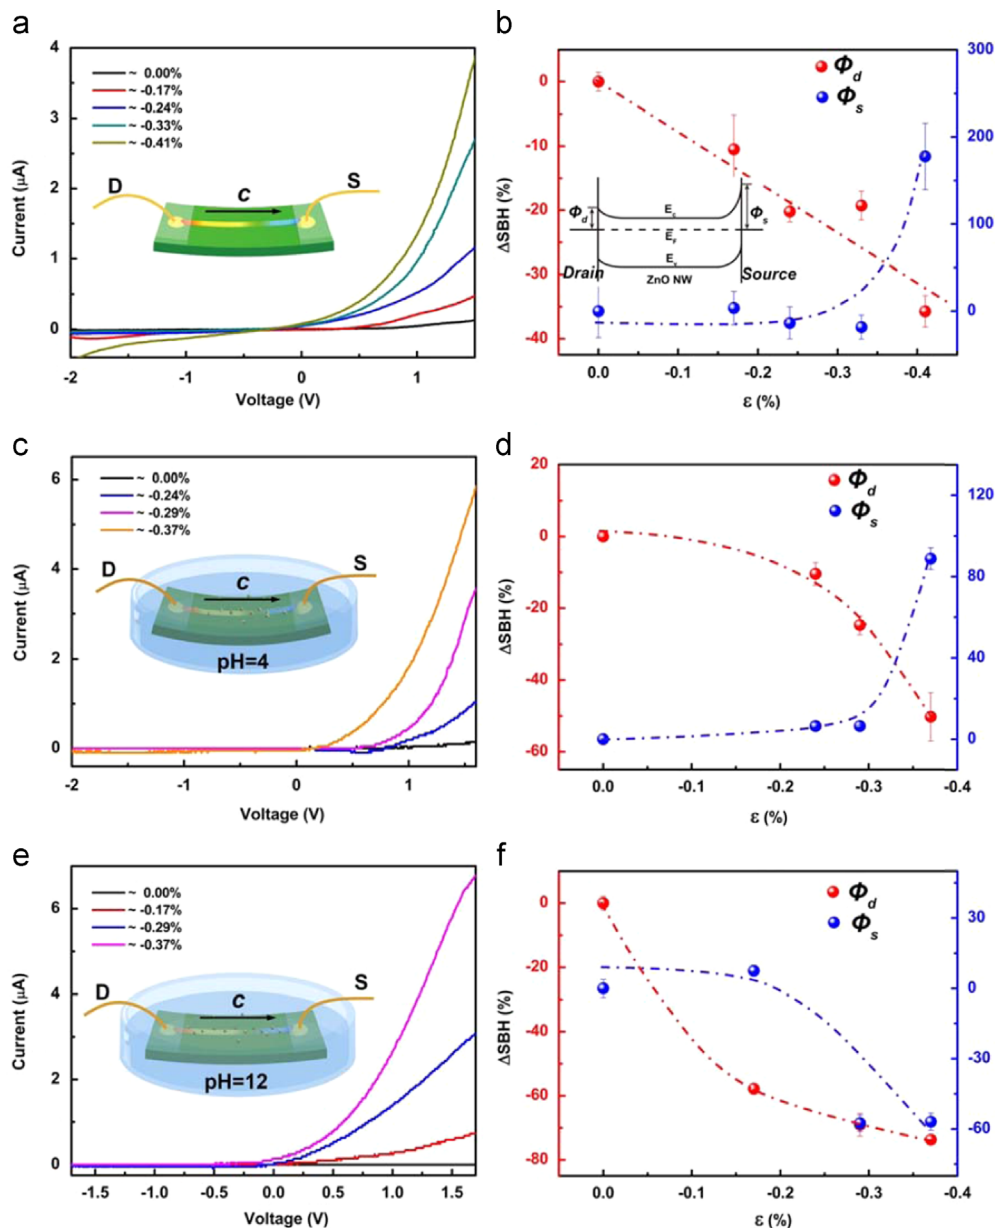 a
4
3
2
1
0
Current (μA)
~ 0.00%
~ -0.17%
~ -0.24%
~ -0.33%
~ -0.41%
D
c
S
-2
-1
0
1
Voltage (V)
b
0
-10
-20
-30
-40
ΔSBH (%)
Φd
Φs
300
200
100
0
Φd
Ec
Φs
EF
Ev
Drain
ZnO NW
Source
0.0
-0.1
-0.2
-0.3
-0.4
ε (%)
c
6
4
2
0
Current (μA)
~ 0.00%
~ -0.24%
~ -0.29%
~ -0.37%
D
c
S
pH=4
-2
-1
0
1
Voltage (V)
d
20
0
-20
-40
-60
ΔSBH (%)
Φd
Φs
120
80
40
0
0.0
-0.1
-0.2
-0.3
-0.4
ε (%)
e
6
4
2
0
Current (μA)
~ 0.00%
~ -0.17%
~ -0.29%
~ -0.37%
D
c
S
pH=12
-1.5
-1.0
-0.5
0.0
0.5
1.0
1.5
Voltage (V)
f
0
-20
-40
-60
-80
ΔSBH (%)
Φd
Φs
30
0
-30
-60
0.0
-0.1
-0.2
-0.3
-0.4
ε (%)